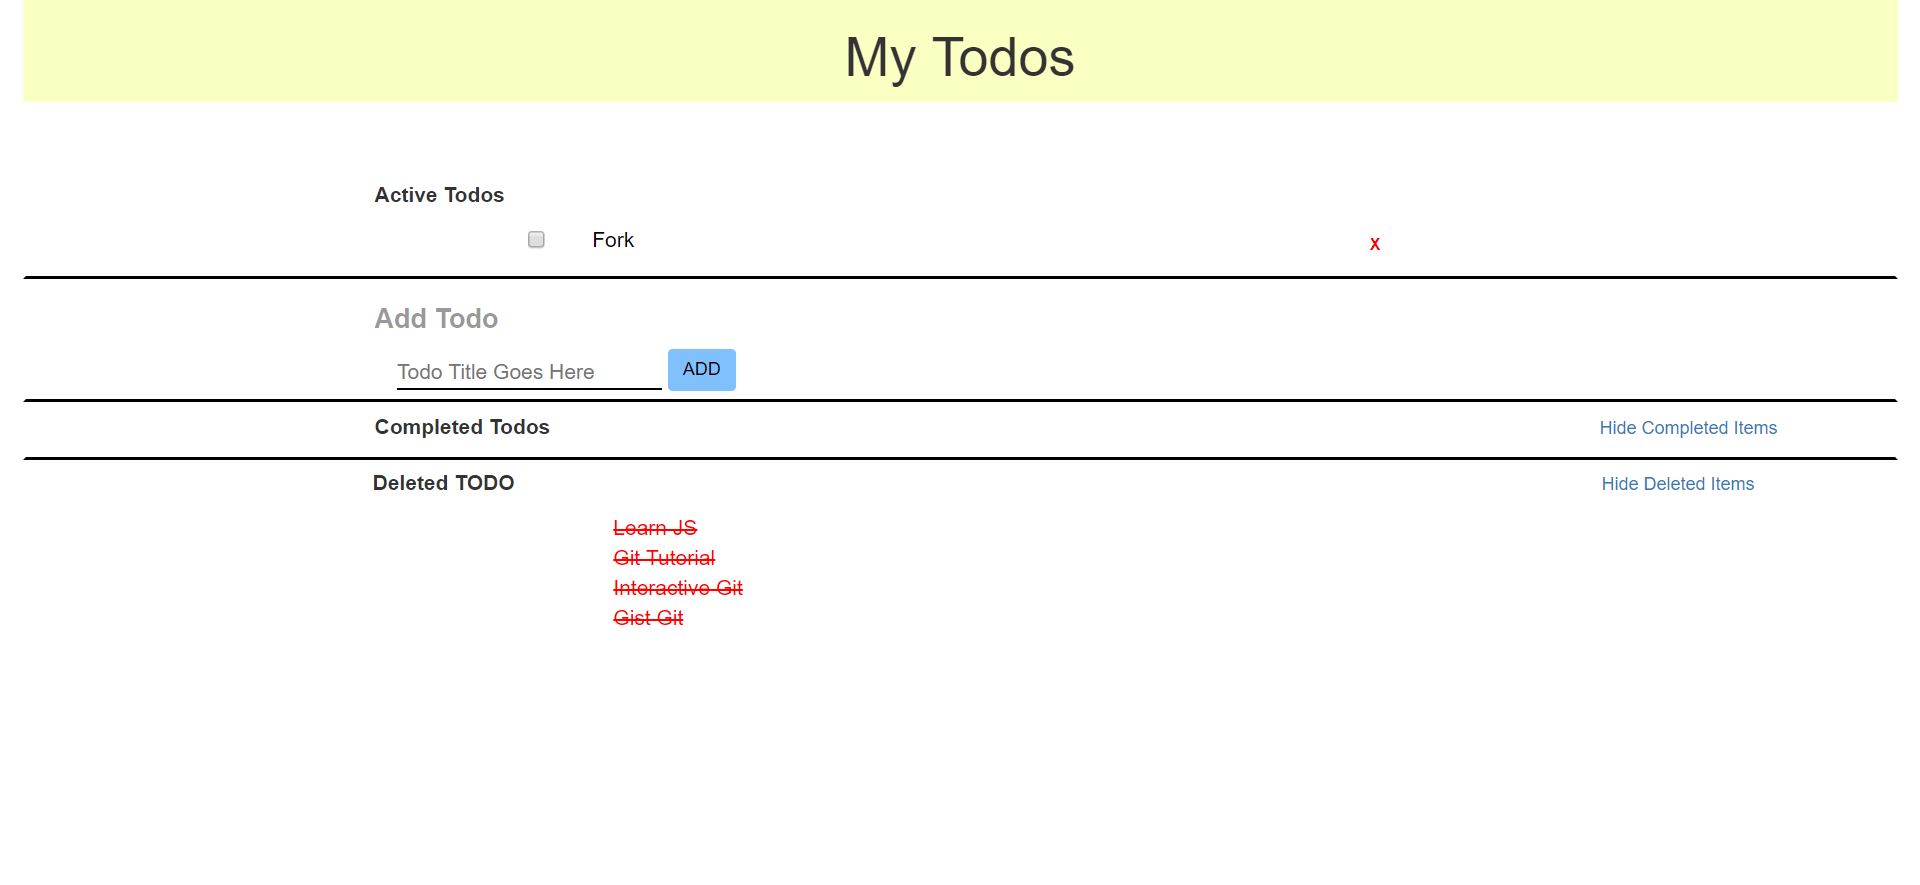 My Todos
Active Todos
Fork x
Add Todo
Todo Title Goes Here ADD
Completed Todos Hide Completed Items
Deleted TODO Hide Deleted Items
Learn JS
Git Tutorial
Interactive Git
Gist Git